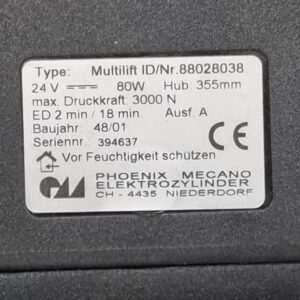 Type: Multilift ID/Nr.88028038
24 V ⎓ 80W Hub: 355mm
max. Druckkraft: 3000 N
ED 2 min / 18 min. Ausf. A
Baujahr: 48/01
Seriennr.: 394637
CE
Vor Feuchtigkeit schützen
PHOENIX MECANO
ELEKTROZYLINDER
CH - 4435 NIEDERDORF